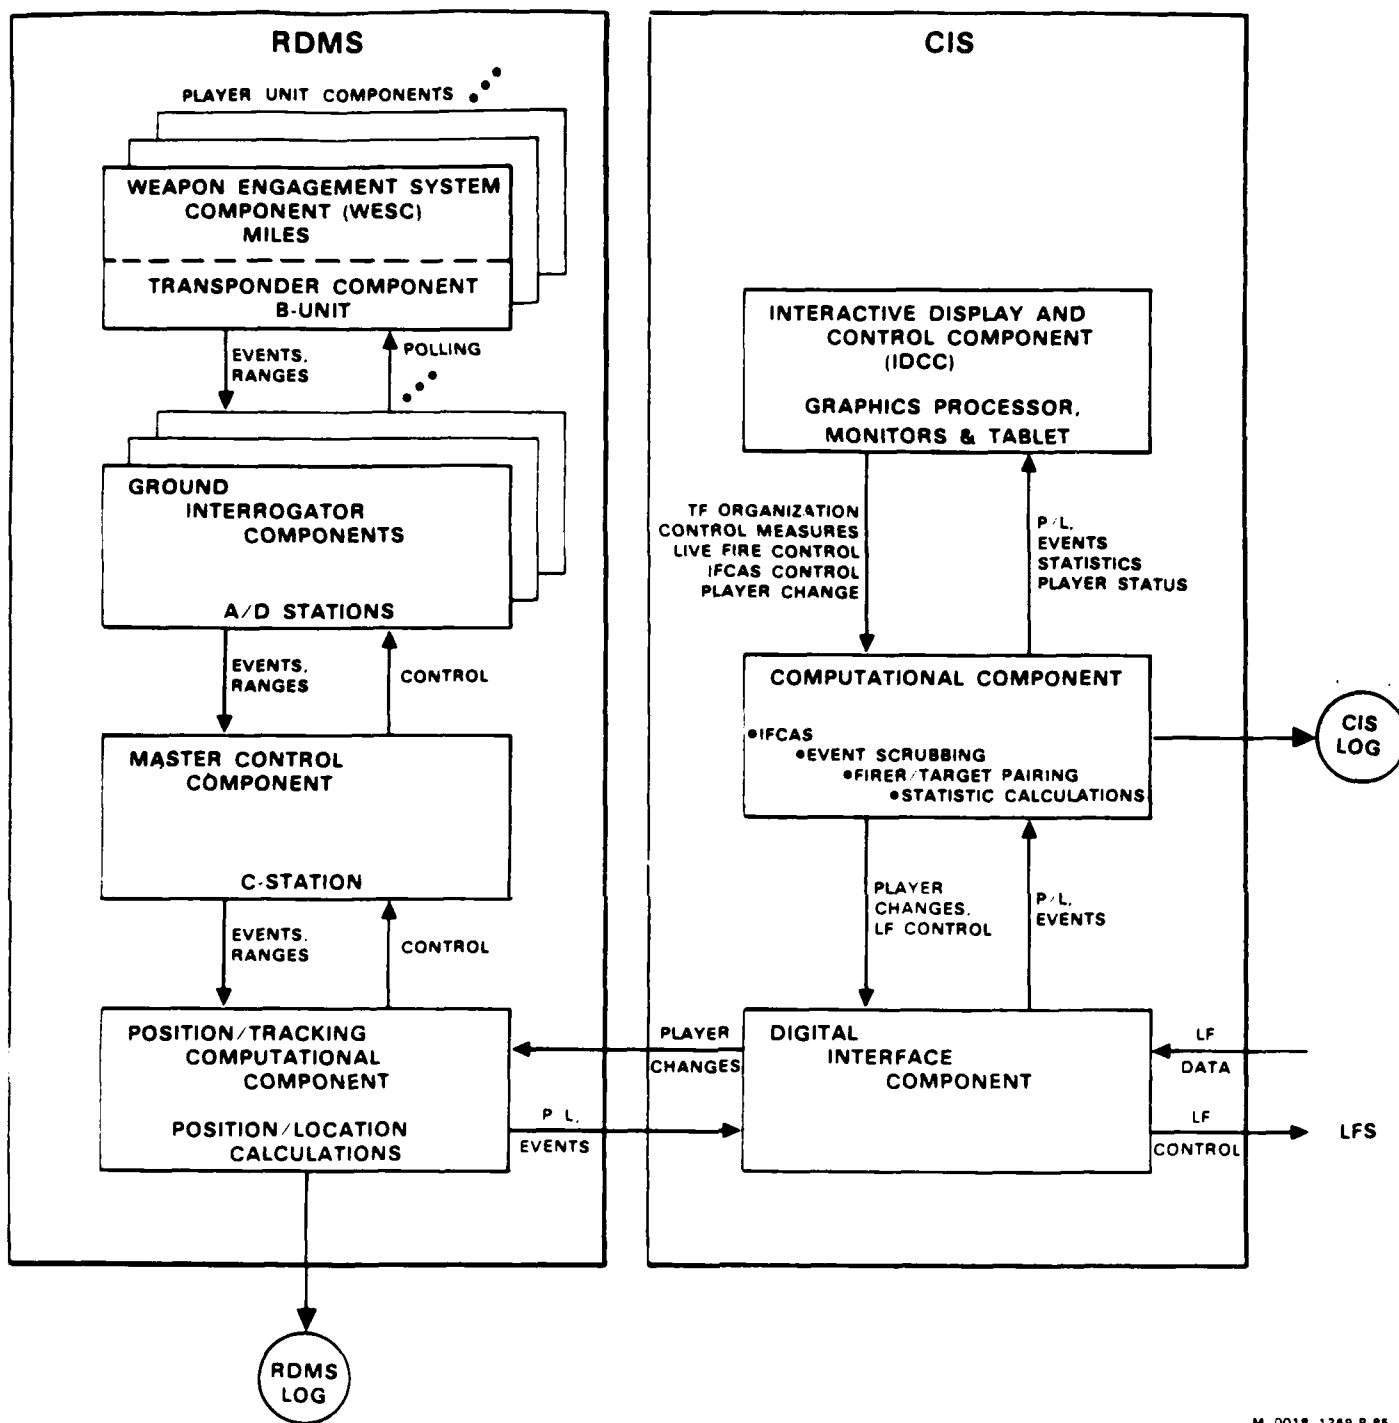 RDMS
PLAYER UNIT COMPONENTS
WEAPON ENGAGEMENT SYSTEM
COMPONENT (WESC)
MILES
TRANSPONDER COMPONENT
B-UNIT
EVENTS,
RANGES
POLLING
GROUND
INTERROGATOR
COMPONENTS
A/D STATIONS
EVENTS,
RANGES
CONTROL
MASTER CONTROL
COMPONENT
C-STATION
EVENTS,
RANGES
CONTROL
POSITION/TRACKING
COMPUTATIONAL
COMPONENT
POSITION/LOCATION
CALCULATIONS
RDMS
LOG
PLAYER
CHANGES
P L,
EVENTS
CIS
INTERACTIVE DISPLAY AND
CONTROL COMPONENT
(IDCC)
GRAPHICS PROCESSOR,
MONITORS & TABLET
TF ORGANIZATION
CONTROL MEASURES
LIVE FIRE CONTROL
IFCAS CONTROL
PLAYER CHANGE
P/L,
EVENTS
STATISTICS
PLAYER STATUS
COMPUTATIONAL COMPONENT
•IFCAS
•EVENT SCRUBBING
•FIRER/TARGET PAIRING
•STATISTIC CALCULATIONS
CIS
LOG
PLAYER
CHANGES,
LF CONTROL
P/L,
EVENTS
DIGITAL
INTERFACE
COMPONENT
LF
DATA
LF
CONTROL
LFS